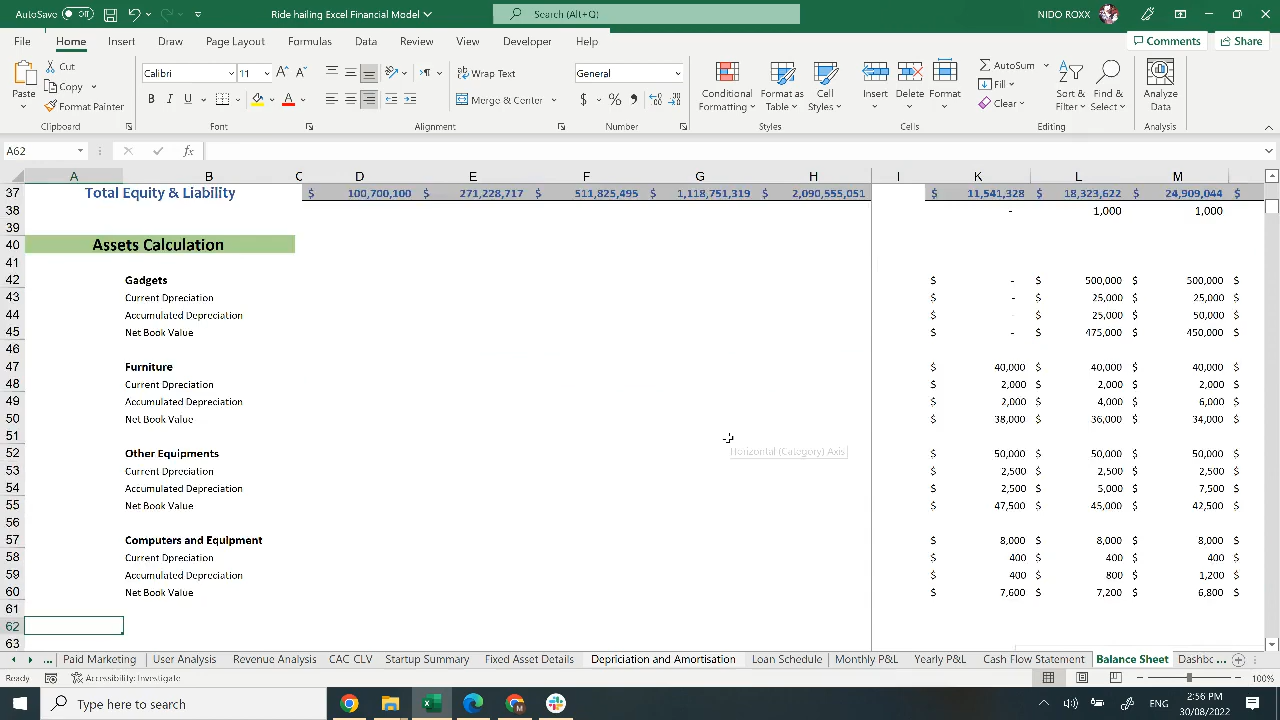 AutoSave Off Ride hailing Excel Financial Model Search (Alt+Q) NIDO ROXX
File Home Insert Draw Page Layout Formulas Data Review View Developer Help Comments Share
Paste Cut Copy Format Painter Calibri 11 B I U Wrap Text Merge & Center General $ % Conditional Formatting Format as Table Cell Styles Insert Delete Format AutoSum Fill Clear Sort & Filter Find & Select Analyze Data
Clipboard Font Alignment Number Styles Cells Editing Analysis
A62 fx
A B C D E F G H I K L M
37 Total Equity & Liability $ 100,700,100 $ 271,228,717 $ 511,825,495 $ 1,118,751,319 $ 2,090,555,051 $ 11,541,328 $ 18,323,622 $ 24,909,044 $
38 - 1,000 1,000
39
40 Assets Calculation
41
42 Gadgets $ - $ 500,000 $ 500,000 $
43 Current Dpreciation $ - $ 25,000 $ 25,000 $
44 Accumulated Depreciation $ - $ 25,000 $ 50,000 $
45 Net Book Value $ - $ 475,000 $ 450,000 $
46
47 Furniture $ 40,000 $ 40,000 $ 40,000 $
48 Current Dpreciation $ 2,000 $ 2,000 $ 2,000 $
49 Accumulated Depreciation $ 2,000 $ 4,000 $ 6,000 $
50 Net Book Value $ 38,000 $ 36,000 $ 34,000 $
51
Horizontal (Category) Axis
52 Other Equipments $ 50,000 $ 50,000 $ 50,000 $
53 Current Dpreciation $ 2,500 $ 2,500 $ 2,500 $
54 Accumulated Depreciation $ 2,500 $ 5,000 $ 7,500 $
55 Net Book Value $ 47,500 $ 45,000 $ 42,500 $
56
57 Computers and Equipment $ 8,000 $ 8,000 $ 8,000 $
58 Current Dpreciation $ 400 $ 400 $ 400 $
59 Accumulated Depreciation $ 400 $ 800 $ 1,200 $
60 Net Book Value $ 7,600 $ 7,200 $ 6,800 $
61
62
63
... Paid Marketing User Analysis Revenue Analysis CAC CLV Startup Summary Fixed Asset Details Depriciation and Amortisation Loan Schedule Monthly P&L Yearly P&L Cash Flow Statement Balance Sheet Dashbc ...
Ready Accessibility: Investigate 100%
Type here to search ENG 2:56 PM
30/08/2022